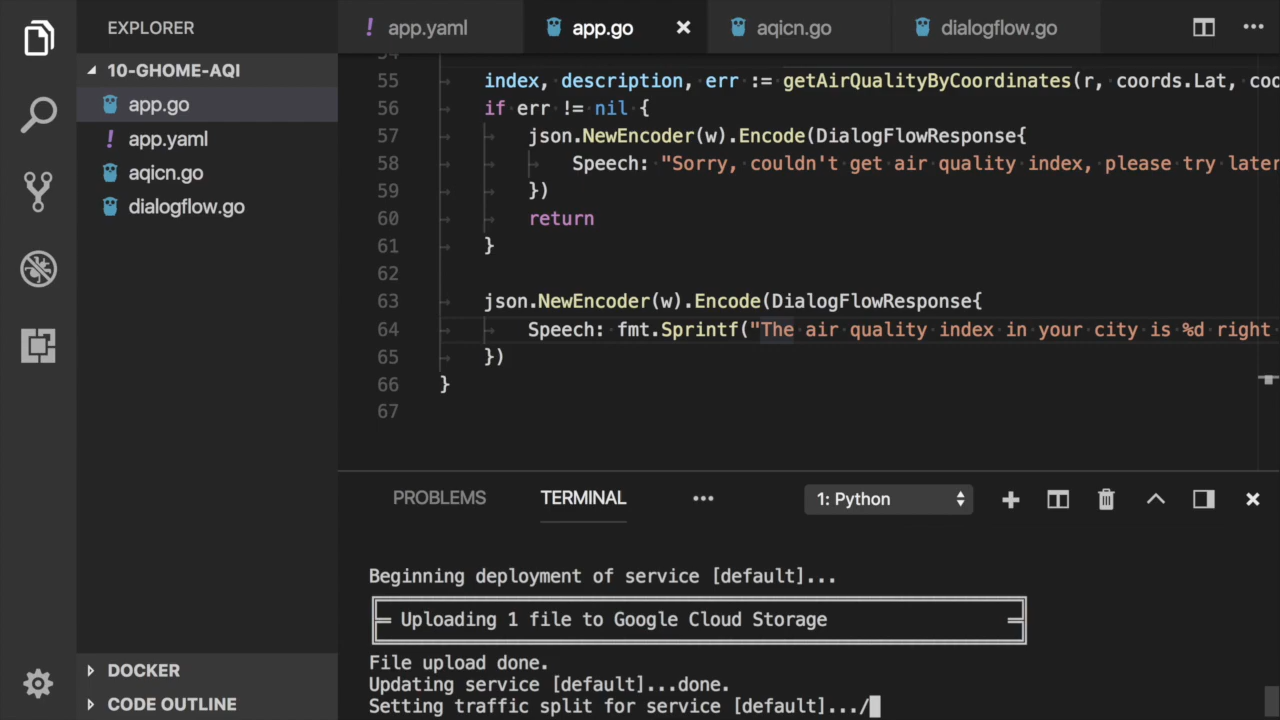 EXPLORER
10-GHOME-AQI
app.go
! app.yaml
aqicn.go
dialogflow.go
DOCKER
CODE OUTLINE
! app.yaml
app.go
aqicn.go
dialogflow.go
55 index, description, err := getAirQualityByCoordinates(r, coords.Lat, coo
56 if err != nil {
57 json.NewEncoder(w).Encode(DialogFlowResponse{
58 Speech: "Sorry, couldn't get air quality index, please try later
59 })
60 return
61 }
62
63 json.NewEncoder(w).Encode(DialogFlowResponse{
64 Speech: fmt.Sprintf("The air quality index in your city is %d right
65 })
66 }
67
PROBLEMS TERMINAL ••• 1: Python
Beginning deployment of service [default]...
Uploading 1 file to Google Cloud Storage
File upload done.
Updating service [default]...done.
Setting traffic split for service [default].../